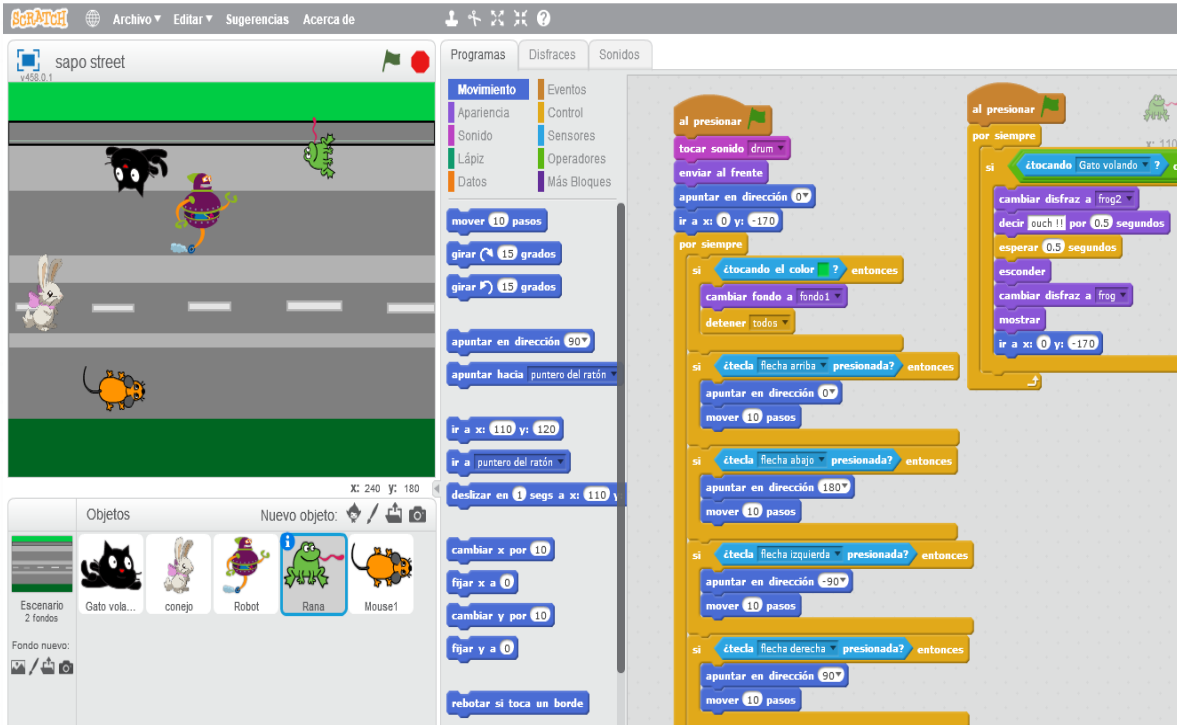 SCRATCH Archivo▼ Editar▼ Sugerencias Acerca de
sapo street
v458.0.1
x: 240 y: 180
Objetos Nuevo objeto:
Escenario
2 fondos
Fondo nuevo:
Gato vola... conejo Robot Rana Mouse1
Programas Disfraces Sonidos
Movimiento Eventos
Apariencia Control
Sonido Sensores
Lápiz Operadores
Datos Más Bloques
mover 10 pasos
girar 15 grados
girar 15 grados
apuntar en dirección 90▼
apuntar hacia puntero del ratón
ir a x: 110 y: 120
ir a puntero del ratón
deslizar en 1 segs a x: 110 y
cambiar x por 10
fijar x a 0
cambiar y por 10
fijar y a 0
rebotar si toca un borde
al presionar
tocar sonido drum
enviar al frente
apuntar en dirección 0▼
ir a x: 0 y: -170
por siempre
si ¿tocando el color ? entonces
cambiar fondo a fondo1
detener todos
si ¿tecla flecha arriba presionada? entonces
apuntar en dirección 0▼
mover 10 pasos
si ¿tecla flecha abajo presionada? entonces
apuntar en dirección 180▼
mover 10 pasos
si ¿tecla flecha izquierda presionada? entonces
apuntar en dirección -90▼
mover 10 pasos
si ¿tecla flecha derecha presionada? entonces
apuntar en dirección 90▼
mover 10 pasos
al presionar
por siempre
si ¿tocando Gato volando ?
cambiar disfraz a frog2
decir ouch !! por 0.5 segundos
esperar 0.5 segundos
esconder
cambiar disfraz a frog
mostrar
ir a x: 0 y: -170
x: 110